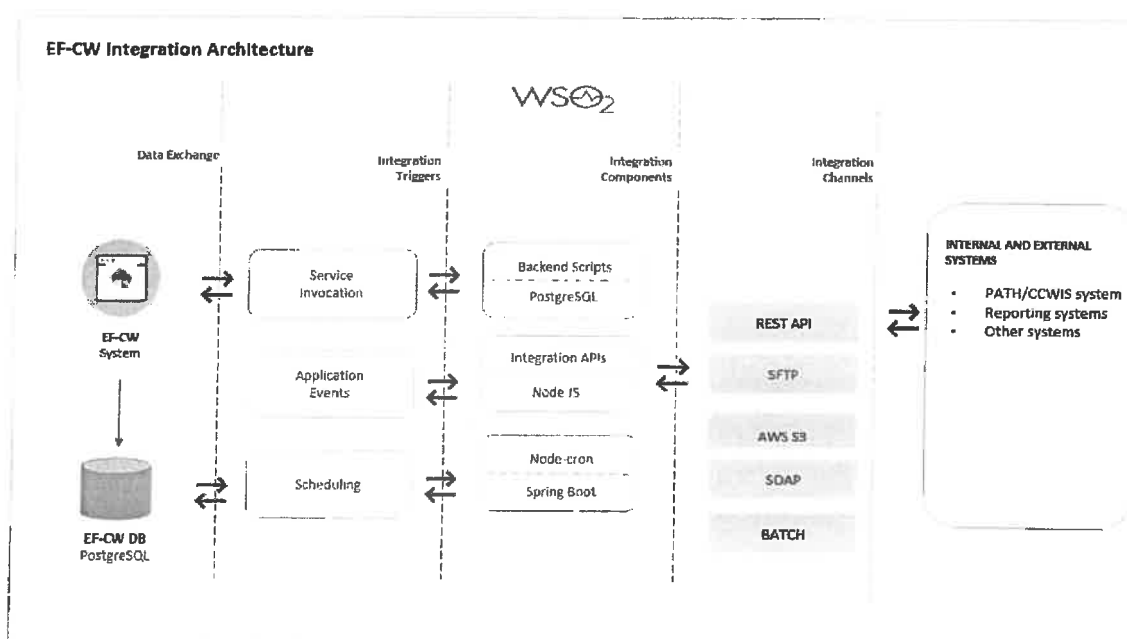 EF-CW Integration Architecture
WSO2
Data Exchange
Integration
Triggers
Integration
Components
Integration
Channels
EF-CW
System
EF-CW DB
PostgreSQL
Service
Invocation
Application
Events
Scheduling
Backend Scripts
PostgreSQL
Integration APIs
Node JS
Node-cron
Spring Boot
REST API
SFTP
AWS S3
SOAP
BATCH
INTERNAL AND EXTERNAL
SYSTEMS
• PATH/CCWIS system
• Reporting systems
• Other systems